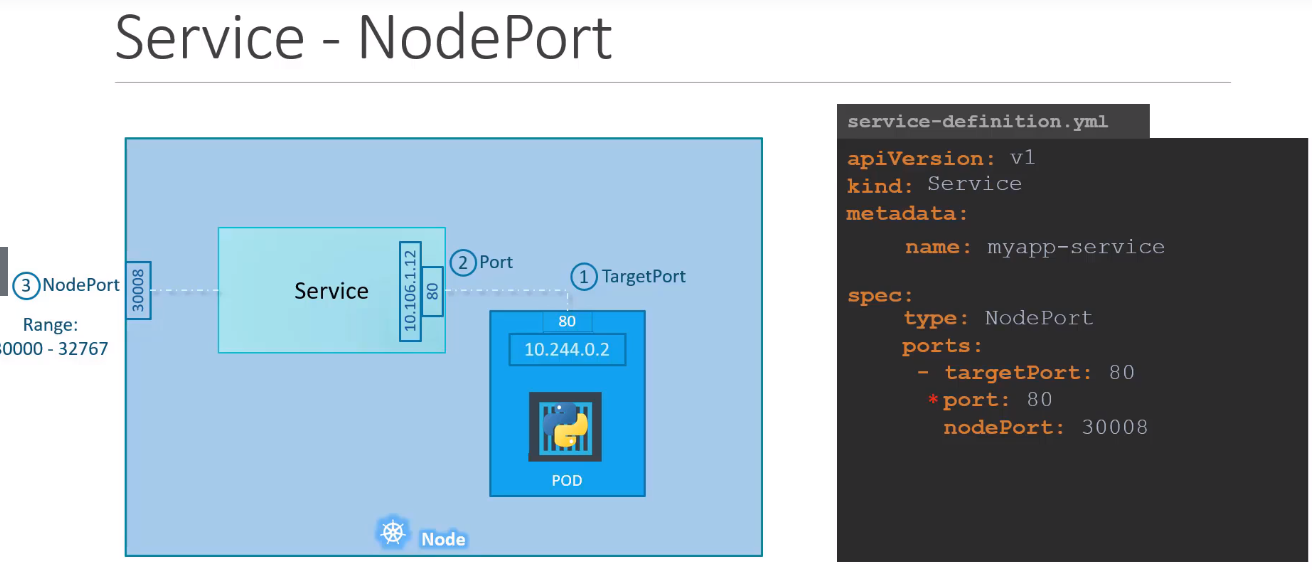 Service - NodePort
3 NodePort
Range:
30000 - 32767
30008
Service
10.106.1.12
80
2 Port
1 TargetPort
80
10.244.0.2
POD
Node
service-definition.yml
apiVersion: v1
kind: Service
metadata:
name: myapp-service
spec:
type: NodePort
ports:
- targetPort: 80
* port: 80
nodePort: 30008